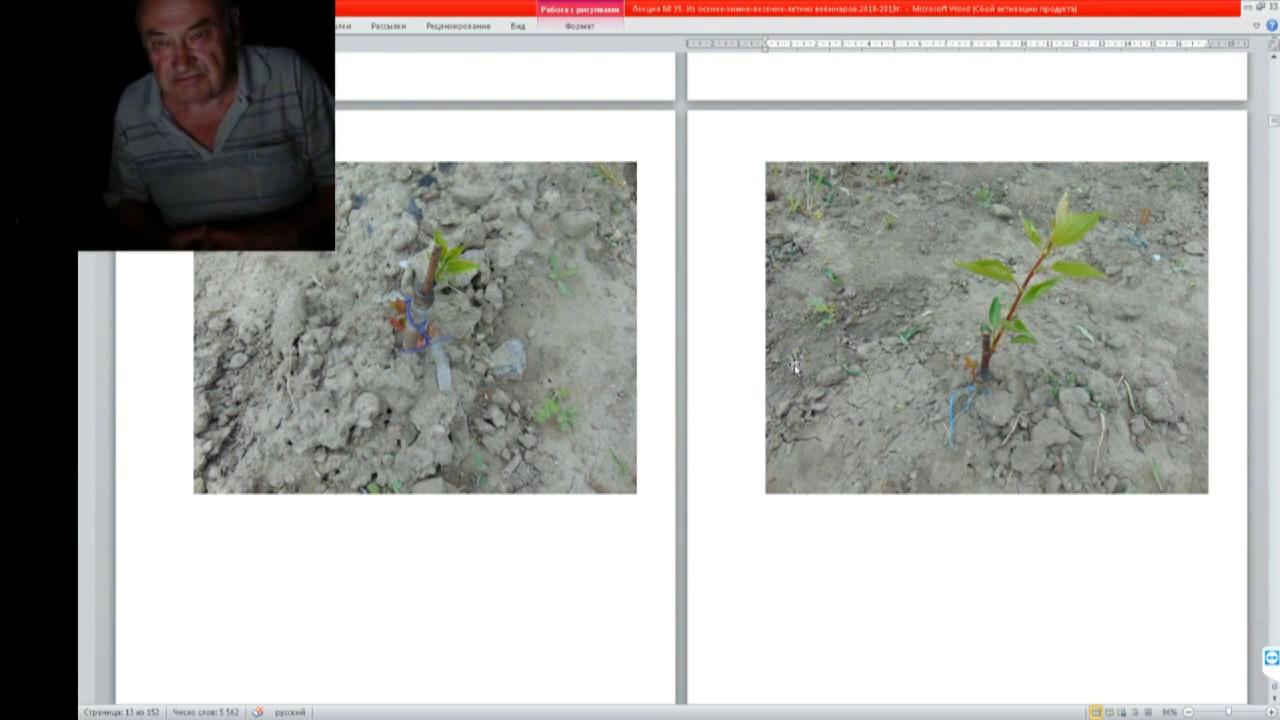 Работа с рисунками
Лекция № 35. Из осенне-зимне-весенне-летних вебинаров.2018-2019г. - Microsoft Word (Сбой активации продукта)
Рассылки Рецензирование Вид Формат
Страница: 13 из 152 Число слов: 5 562 русский 96%